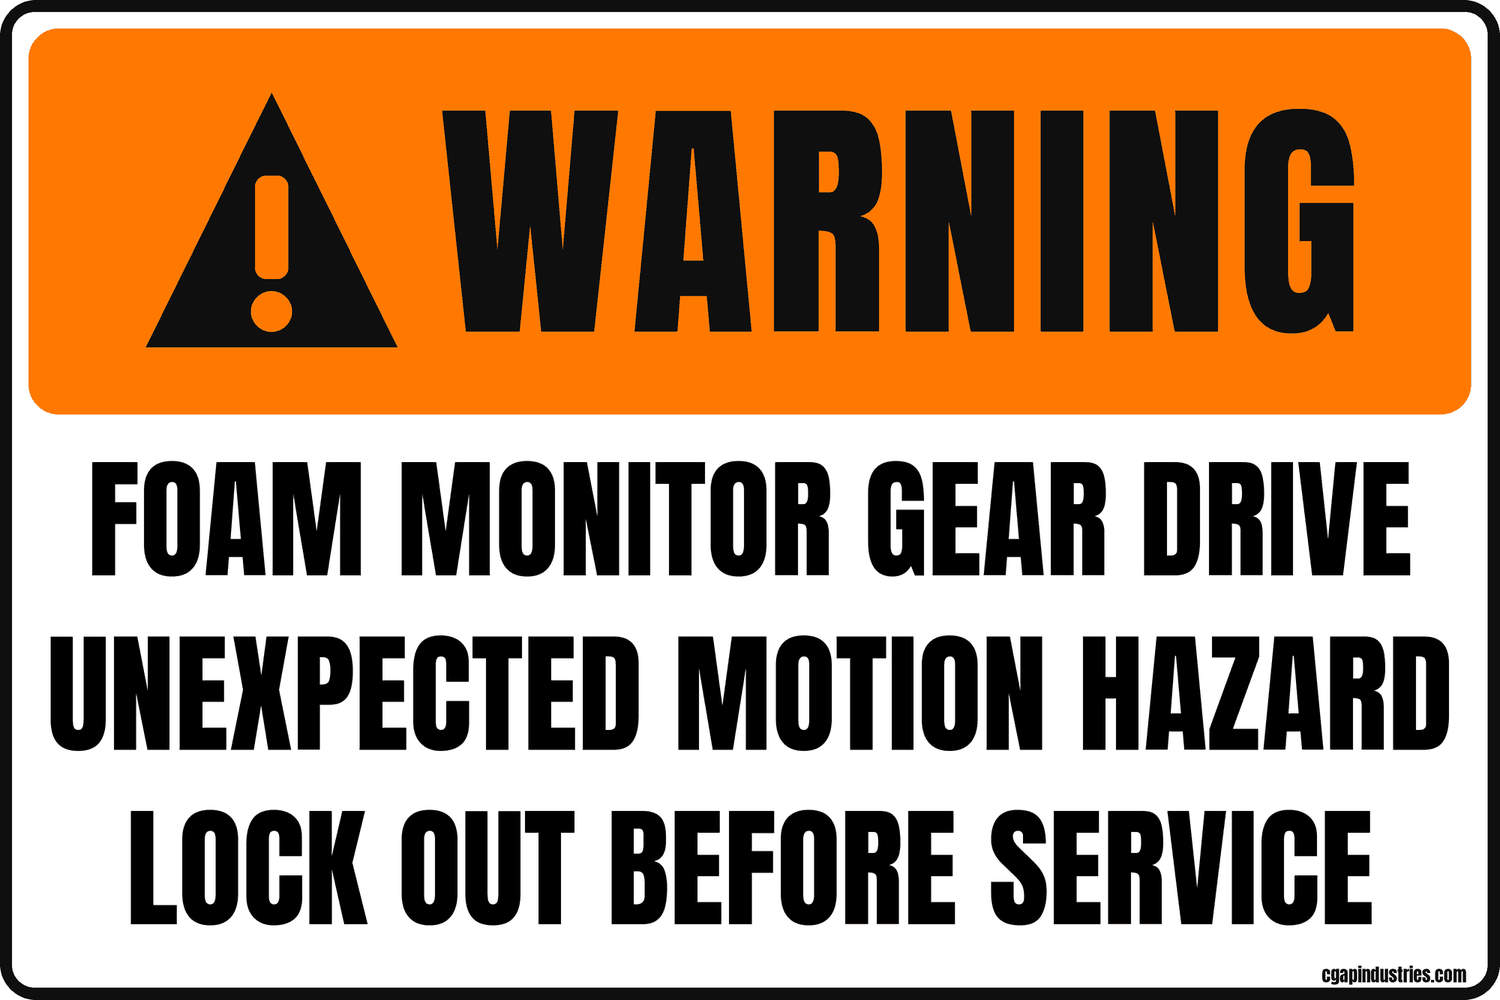 WARNING
FOAM MONITOR GEAR DRIVE
UNEXPECTED MOTION HAZARD
LOCK OUT BEFORE SERVICE
cgapindustries.com